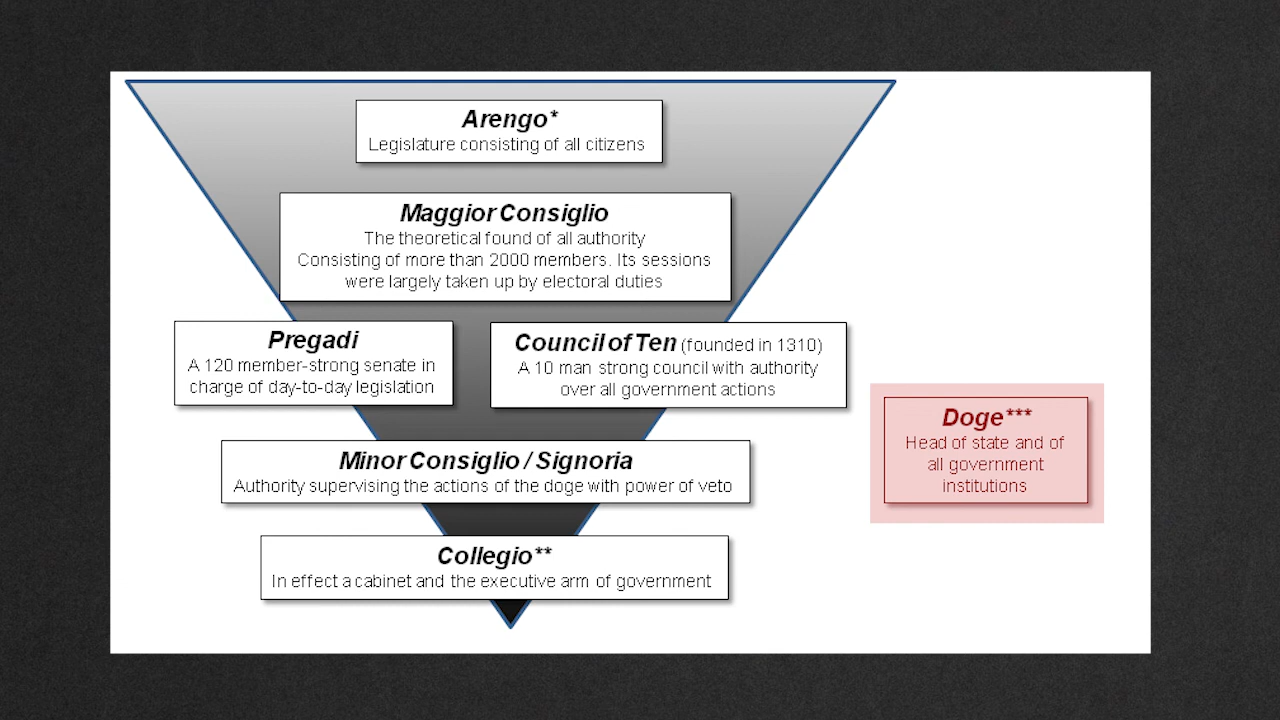 Arengo*
Legislature consisting of all citizens
Maggior Consiglio
The theoretical found of all authority
Consisting of more than 2000 members. Its sessions
were largely taken up by electoral duties
Pregadi
A 120 member-strong senate in
charge of day-to-day legislation
Council of Ten (founded in 1310)
A 10 man strong council with authority
over all government actions
Doge***
Head of state and of
all government
institutions
Minor Consiglio / Signoria
Authority supervising the actions of the doge with power of veto
Collegio**
In effect a cabinet and the executive arm of government